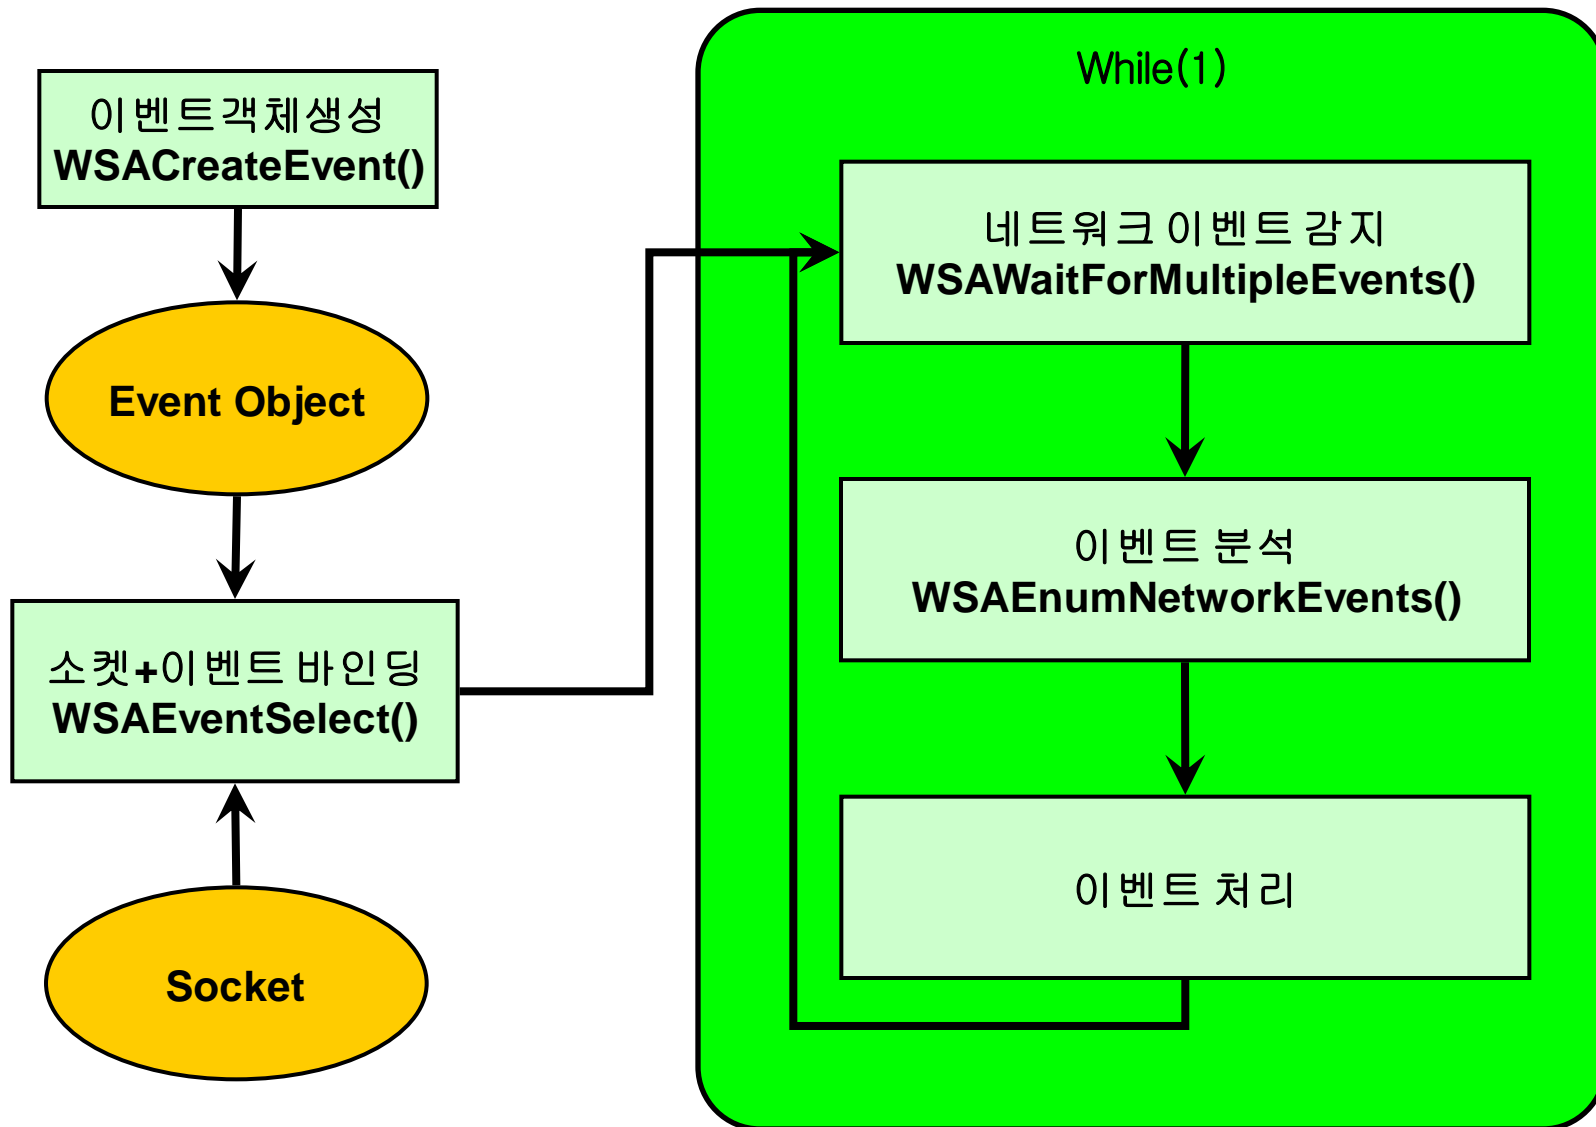 이벤트객체생성
WSACreateEvent()
Event Object
소켓+이벤트 바인딩
WSAEventSelect()
Socket
While(1)
네트워크 이벤트 감지
WSAWaitForMultipleEvents()
이벤트 분석
WSAEnumNetworkEvents()
이벤트 처리